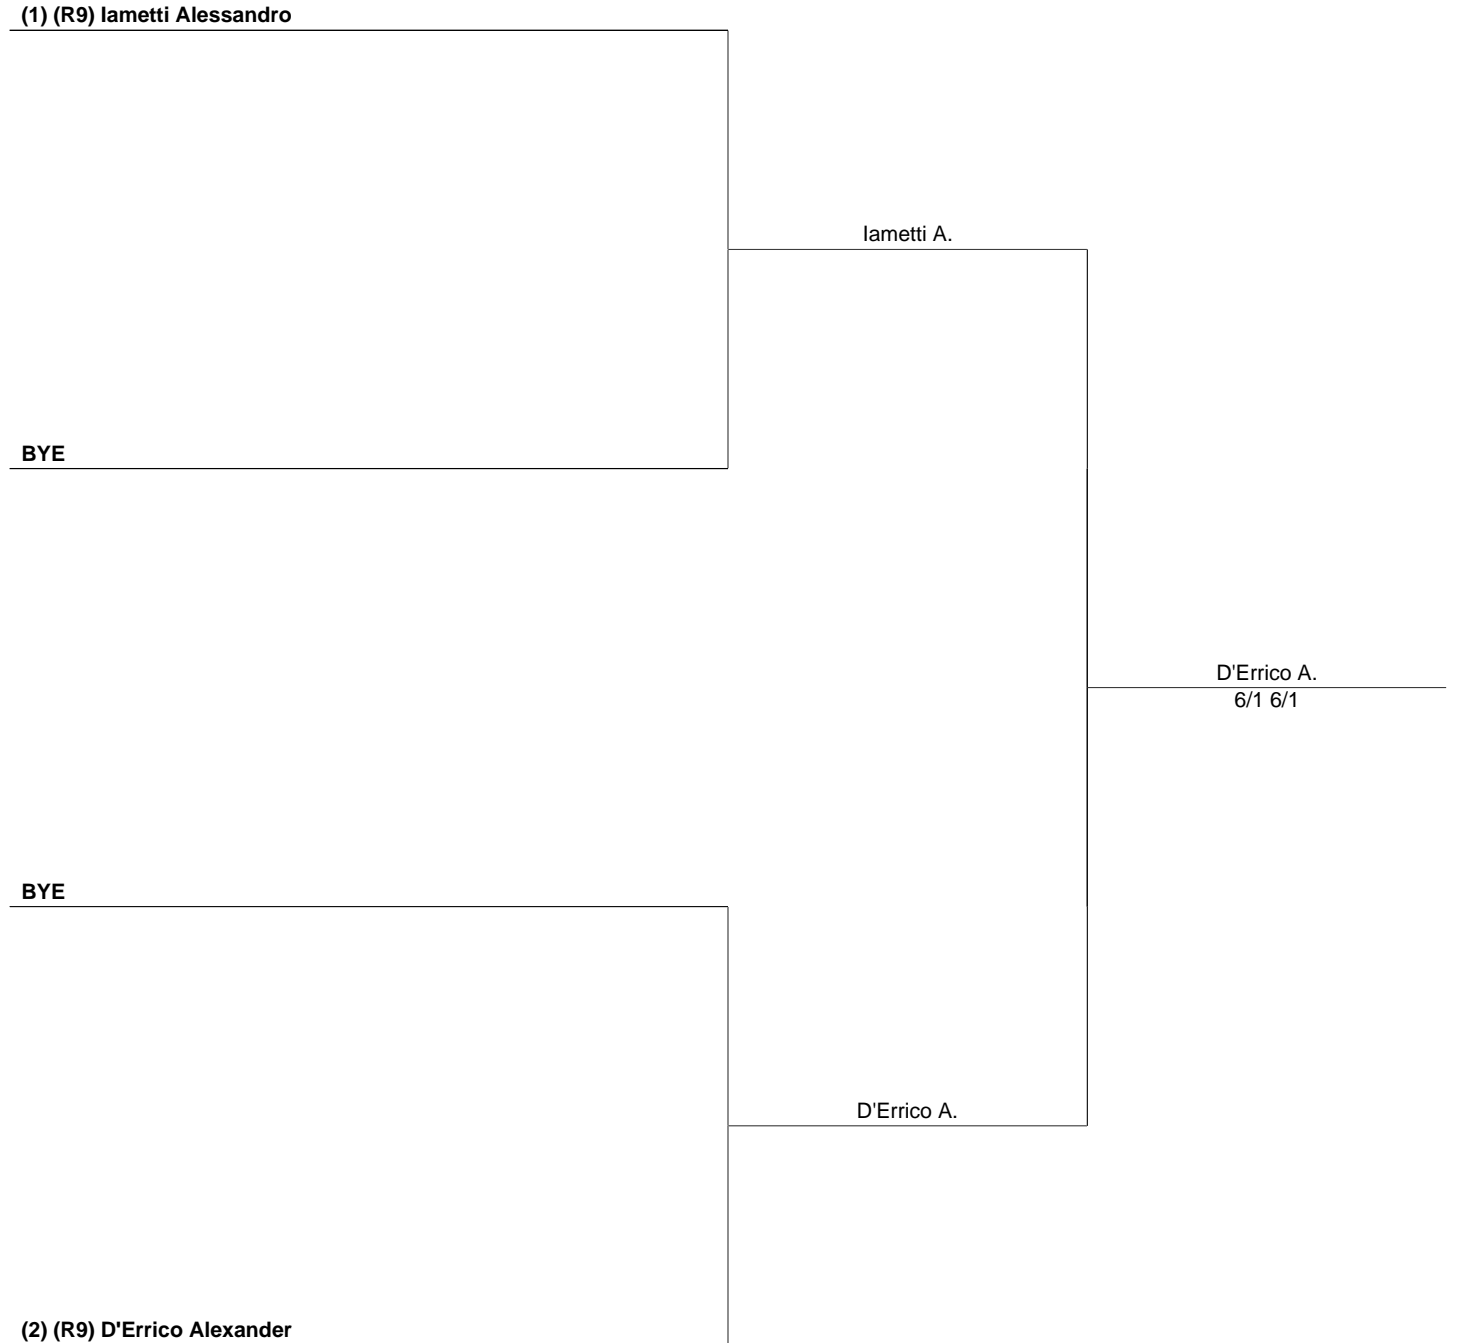 (1) (R9) Iametti Alessandro
Iametti A.
BYE
D'Errico A.
6/1 6/1
BYE
D'Errico A.
(2) (R9) D'Errico Alexander